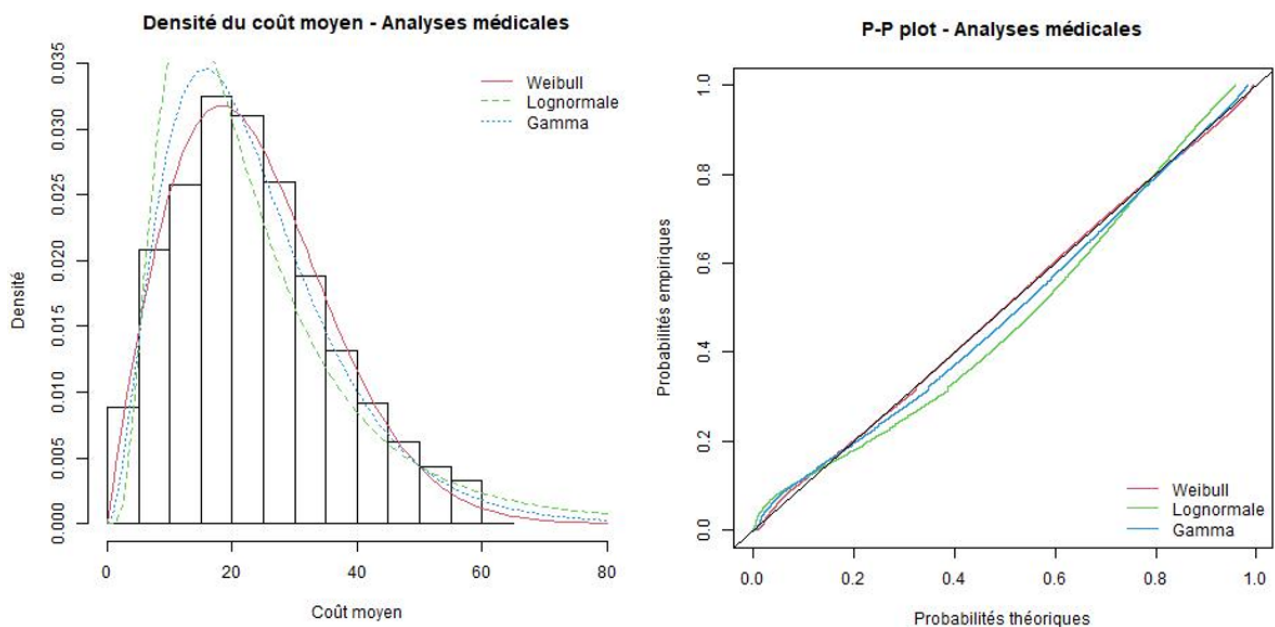 Densité du coût moyen - Analyses médicales
Densité
0.000
0.005
0.010
0.015
0.020
0.025
0.030
0.035
Weibull
Lognormale
Gamma
0 20 40 60 80
Coût moyen
P-P plot - Analyses médicales
Probabilités empiriques
0.0
0.2
0.4
0.6
0.8
1.0
Weibull
Lognormale
Gamma
0.0 0.2 0.4 0.6 0.8 1.0
Probabilités théoriques